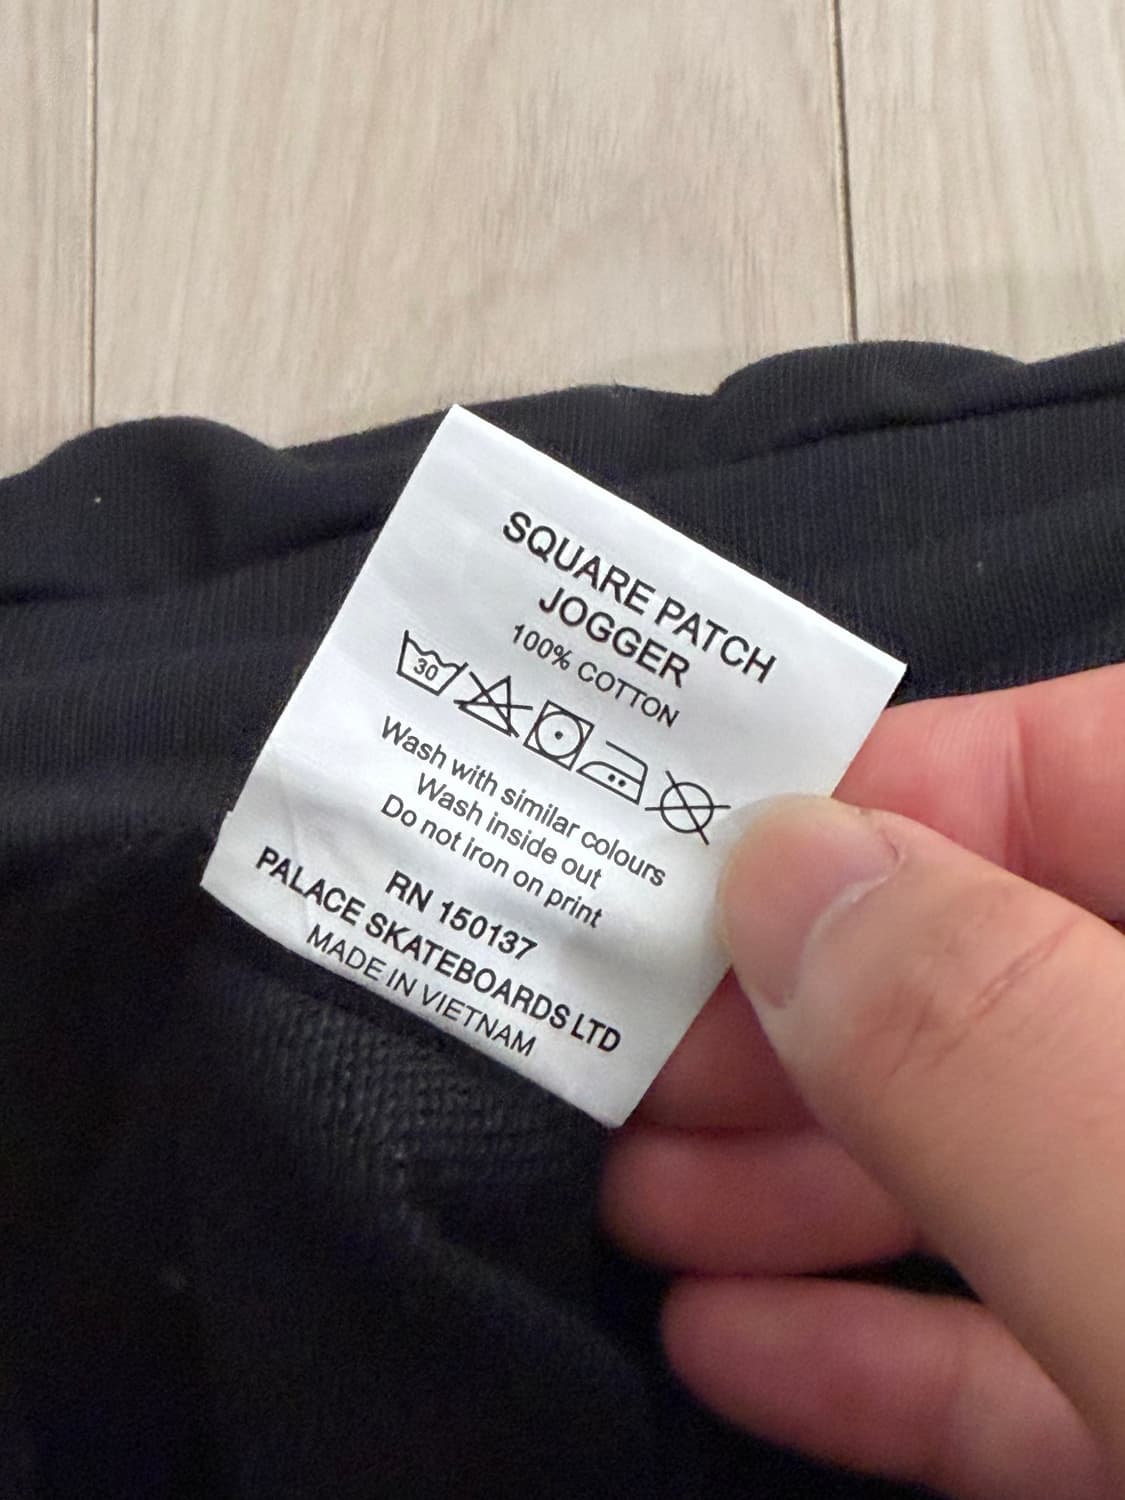 SQUARE PATCH
JOGGER
100% COTTON
30
Wash with similar colours
Wash inside out
Do not iron on print
RN 150137
PALACE SKATEBOARDS LTD
MADE IN VIETNAM